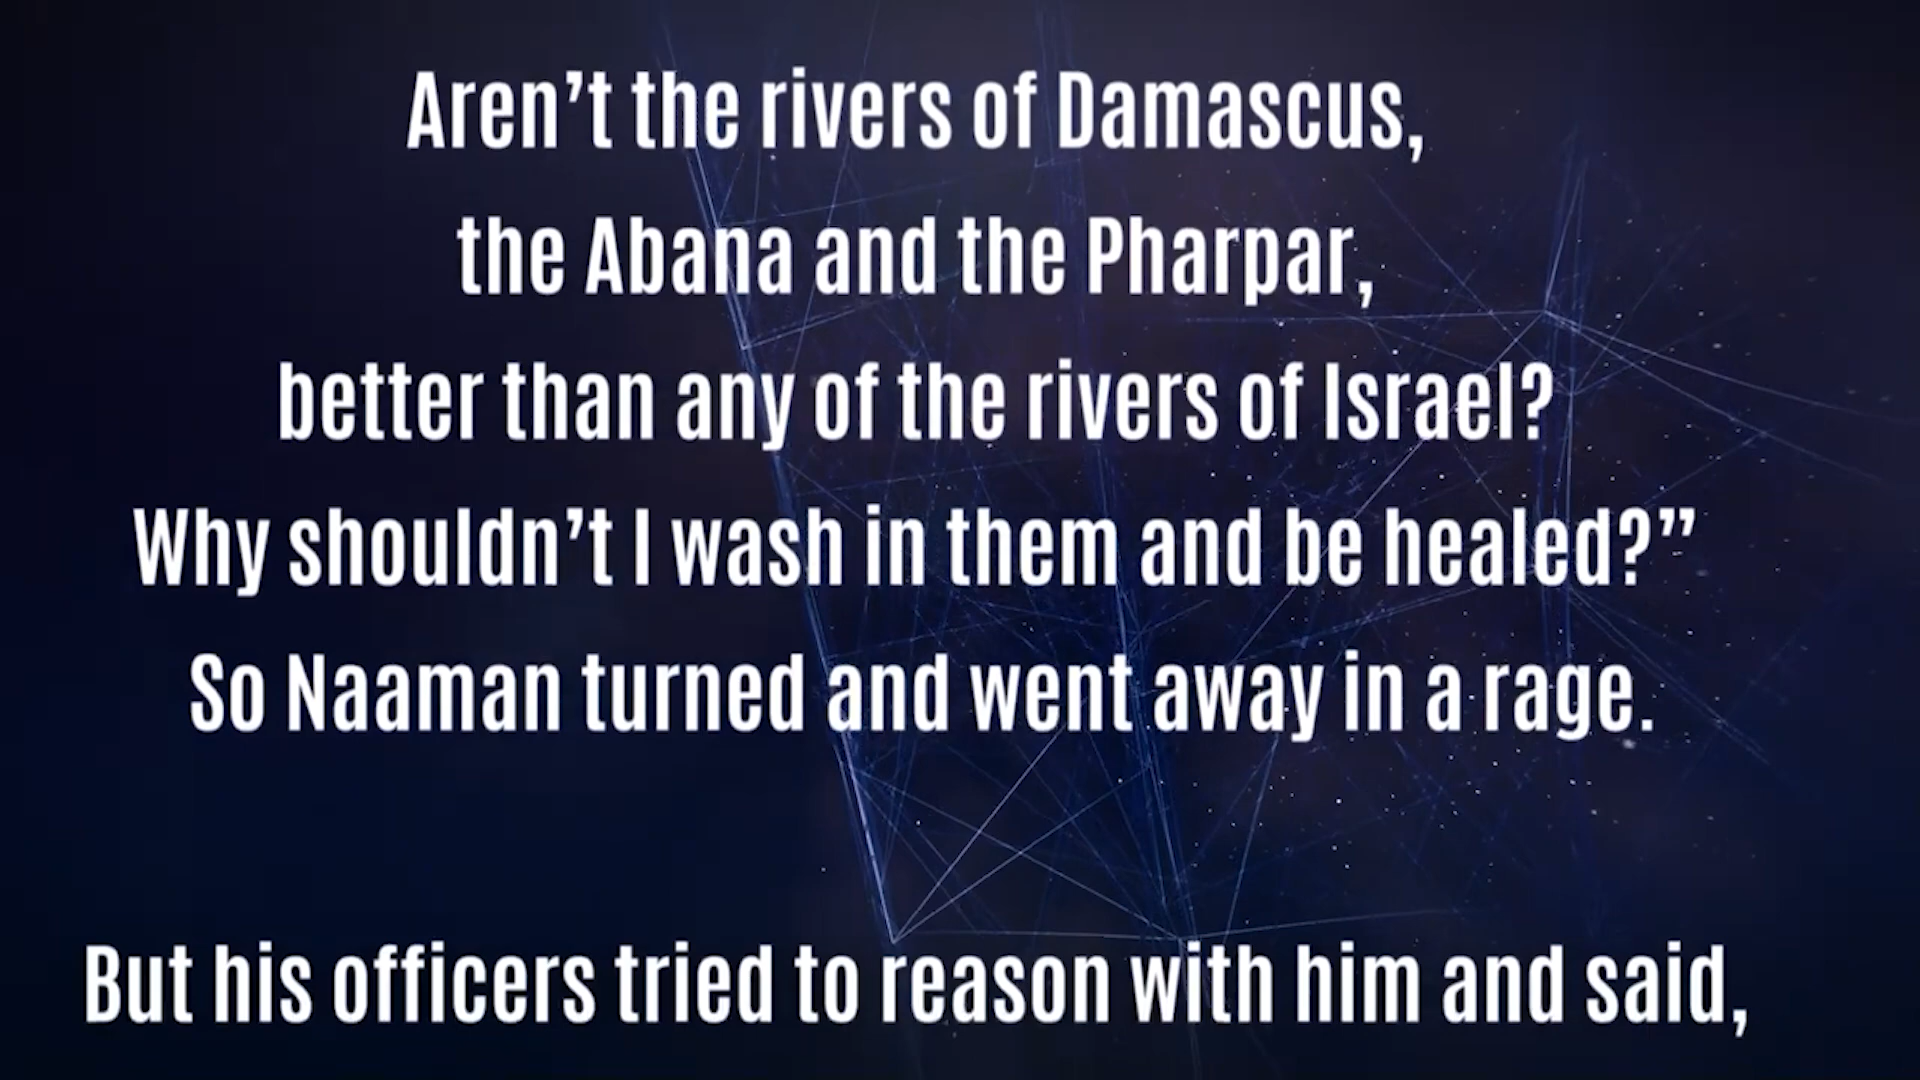 Aren’t the rivers of Damascus,
the Abana and the Pharpar,
better than any of the rivers of Israel?
Why shouldn’t I wash in them and be healed?”
So Naaman turned and went away in a rage.
But his officers tried to reason with him and said,